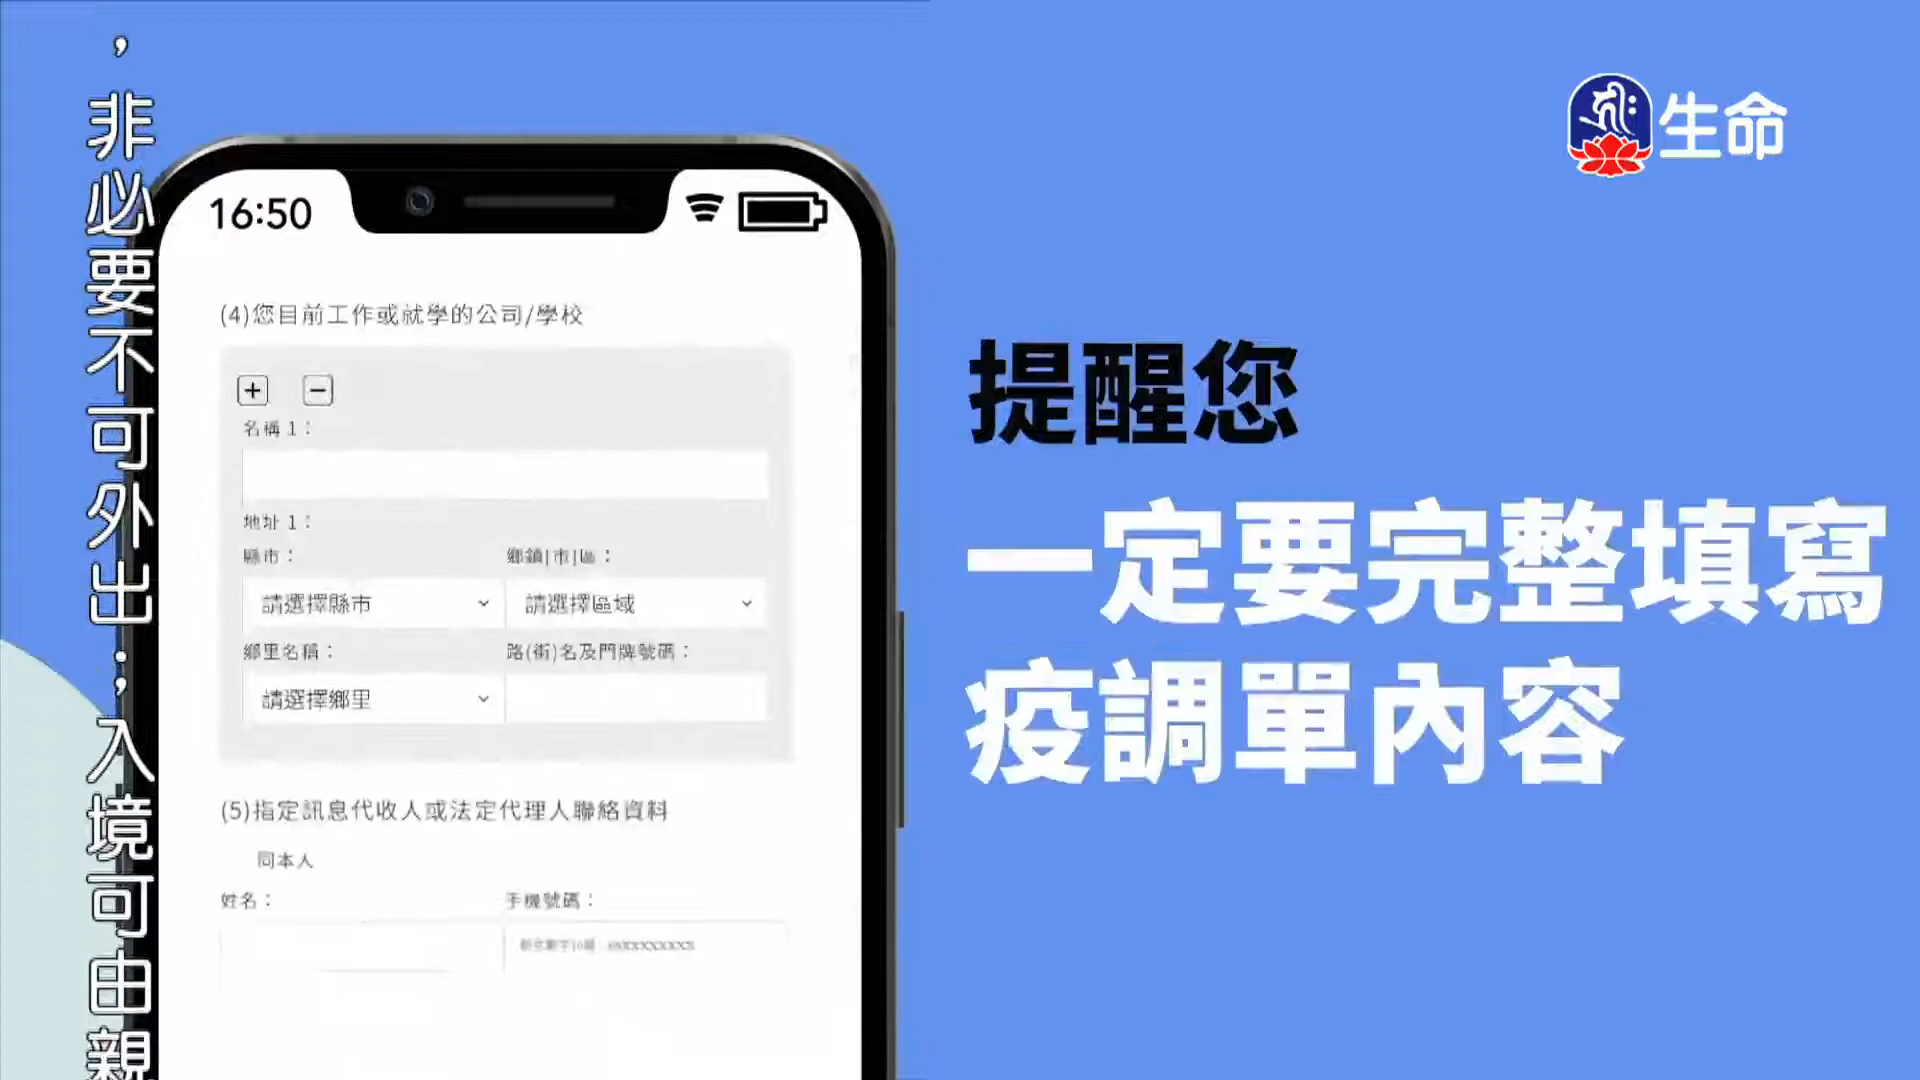 ，非必要不可外出；入境可由親
生命
16:50
(4)您目前工作或就學的公司/學校
名稱 1：
地址 1：
縣市：
鄉鎮|市|區：
請選擇縣市
請選擇區域
鄉里名稱：
路(街)名及門牌號碼：
請選擇鄉里
(5)指定訊息代收人或法定代理人聯絡資料
同本人
姓名：
手機號碼：
提醒您
一定要完整填寫
疫調單內容